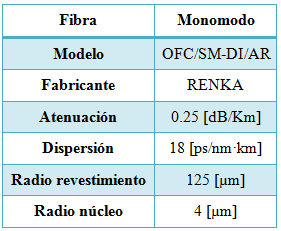 Fibra Monomodo
Modelo OFC/SM-DI/AR
Fabricante RENKA
Atenuación 0.25 [dB/Km]
Dispersión 18 [ps/nm·km]
Radio revestimiento 125 [μm]
Radio núcleo 4 [μm]